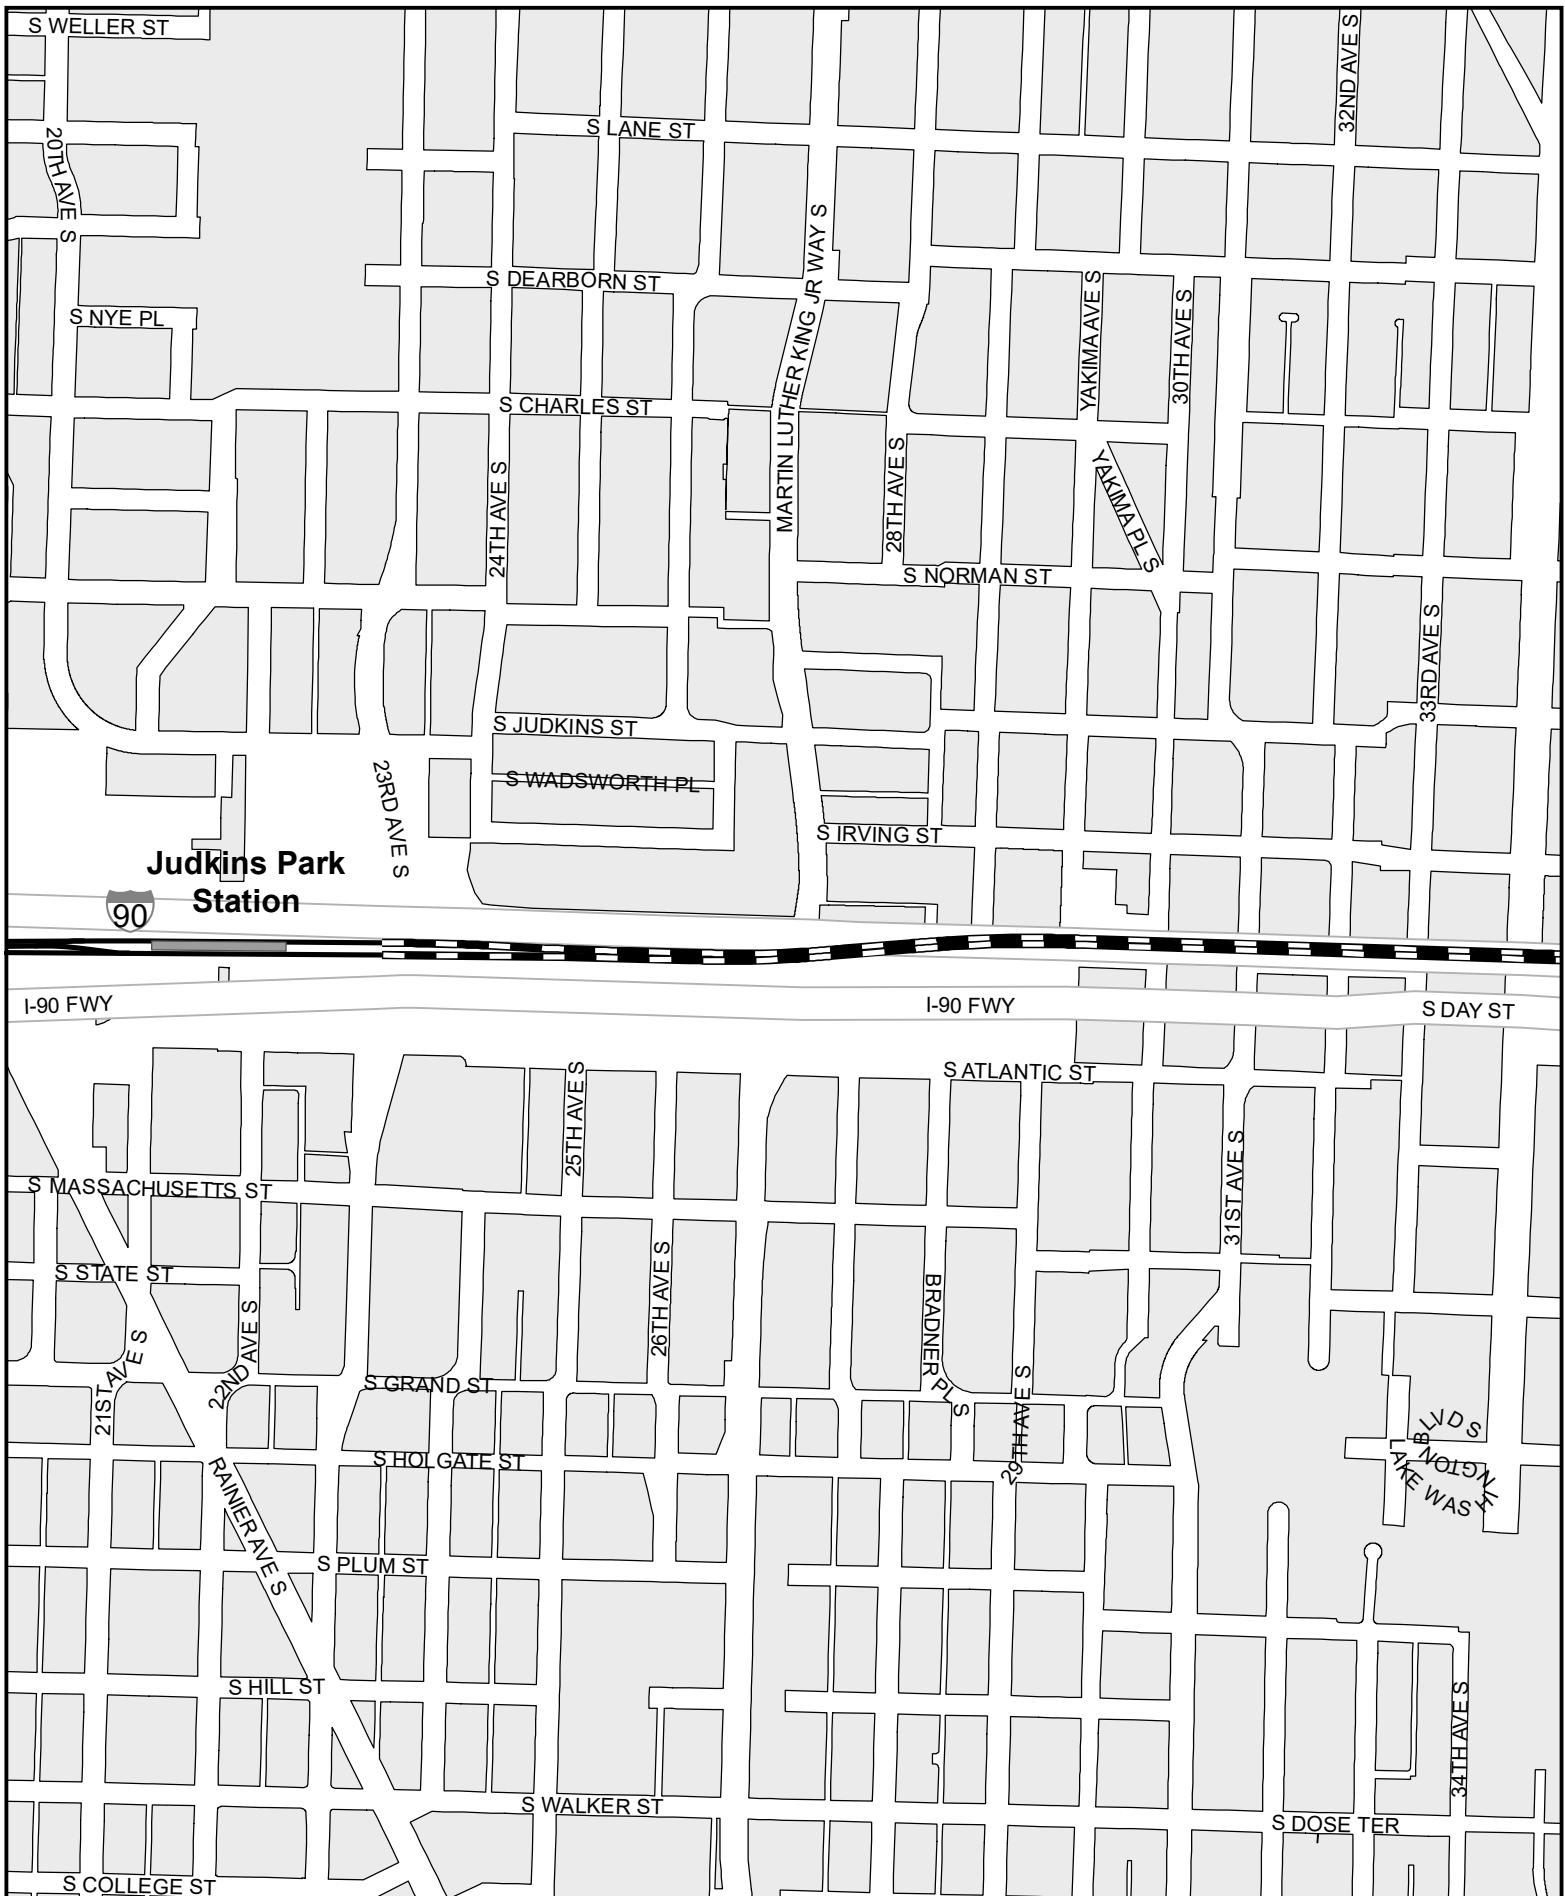 S WELLER ST
32ND AVE S
S LANE ST
20TH AVE S
MARTIN LUTHER KING JR WAY S
S DEARBORN ST
YAKIMA AVE S
30TH AVE S
S NYE PL
S CHARLES ST
24TH AVE S
28TH AVE S
YAKIMA PL S
S NORMAN ST
33RD AVE S
S JUDKINS ST
S WADSWORTH PL
23RD AVE S
S IRVING ST
Judkins Park
Station
90
I-90 FWY
I-90 FWY
S DAY ST
S ATLANTIC ST
25TH AVE S
31ST AVE S
S MASSACHUSETTS ST
S STATE ST
26TH AVE S
BRADNER PL S
22ND AVE S
21ST AVE S
S GRAND ST
29TH AVE S
LAKE WASHINGTON BLVD S
S HOLGATE ST
RAINIER AVE S
S PLUM ST
S HILL ST
34TH AVE S
S WALKER ST
S DOSE TER
S COLLEGE ST